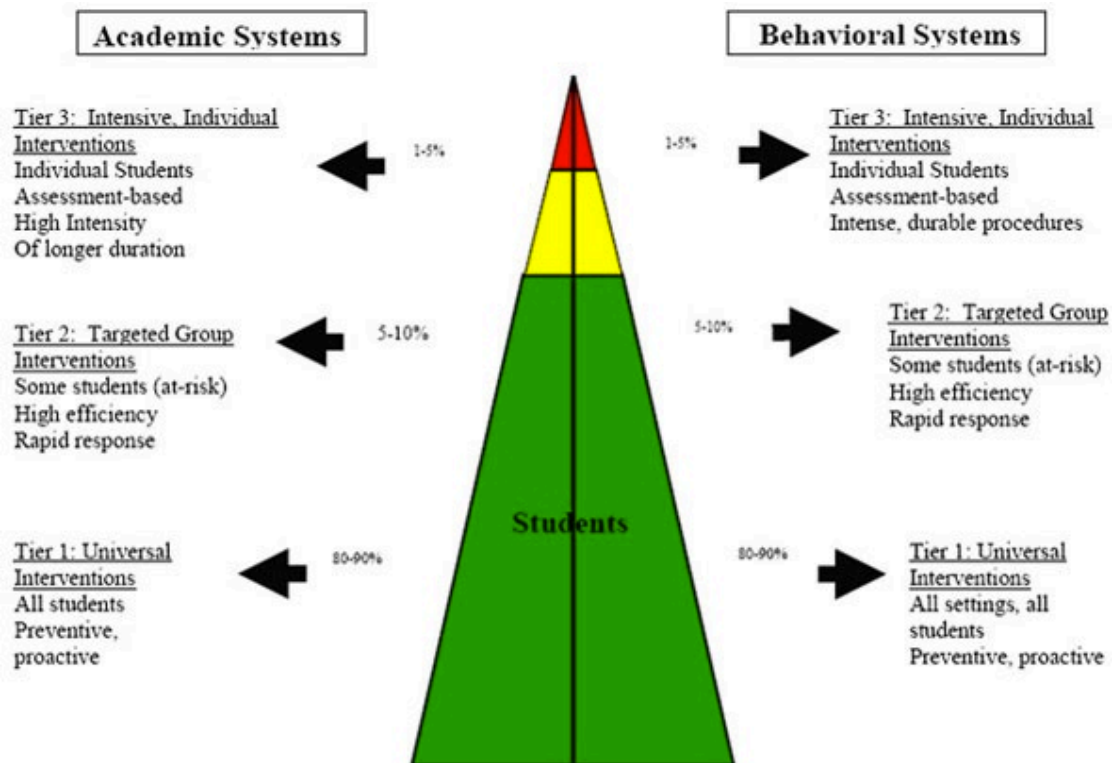 Academic Systems
Tier 3: Intensive, Individual
Interventions
Individual Students
Assessment-based
High Intensity
Of longer duration
1-5%
Tier 2: Targeted Group
Interventions
Some students (at-risk)
High efficiency
Rapid response
5-10%
Tier 1: Universal
Interventions
All students
Preventive,
proactive
80-90%
Students
Behavioral Systems
1-5%
Tier 3: Intensive, Individual
Interventions
Individual Students
Assessment-based
Intense, durable procedures
5-10%
Tier 2: Targeted Group
Interventions
Some students (at-risk)
High efficiency
Rapid response
80-90%
Tier 1: Universal
Interventions
All settings, all
students
Preventive, proactive